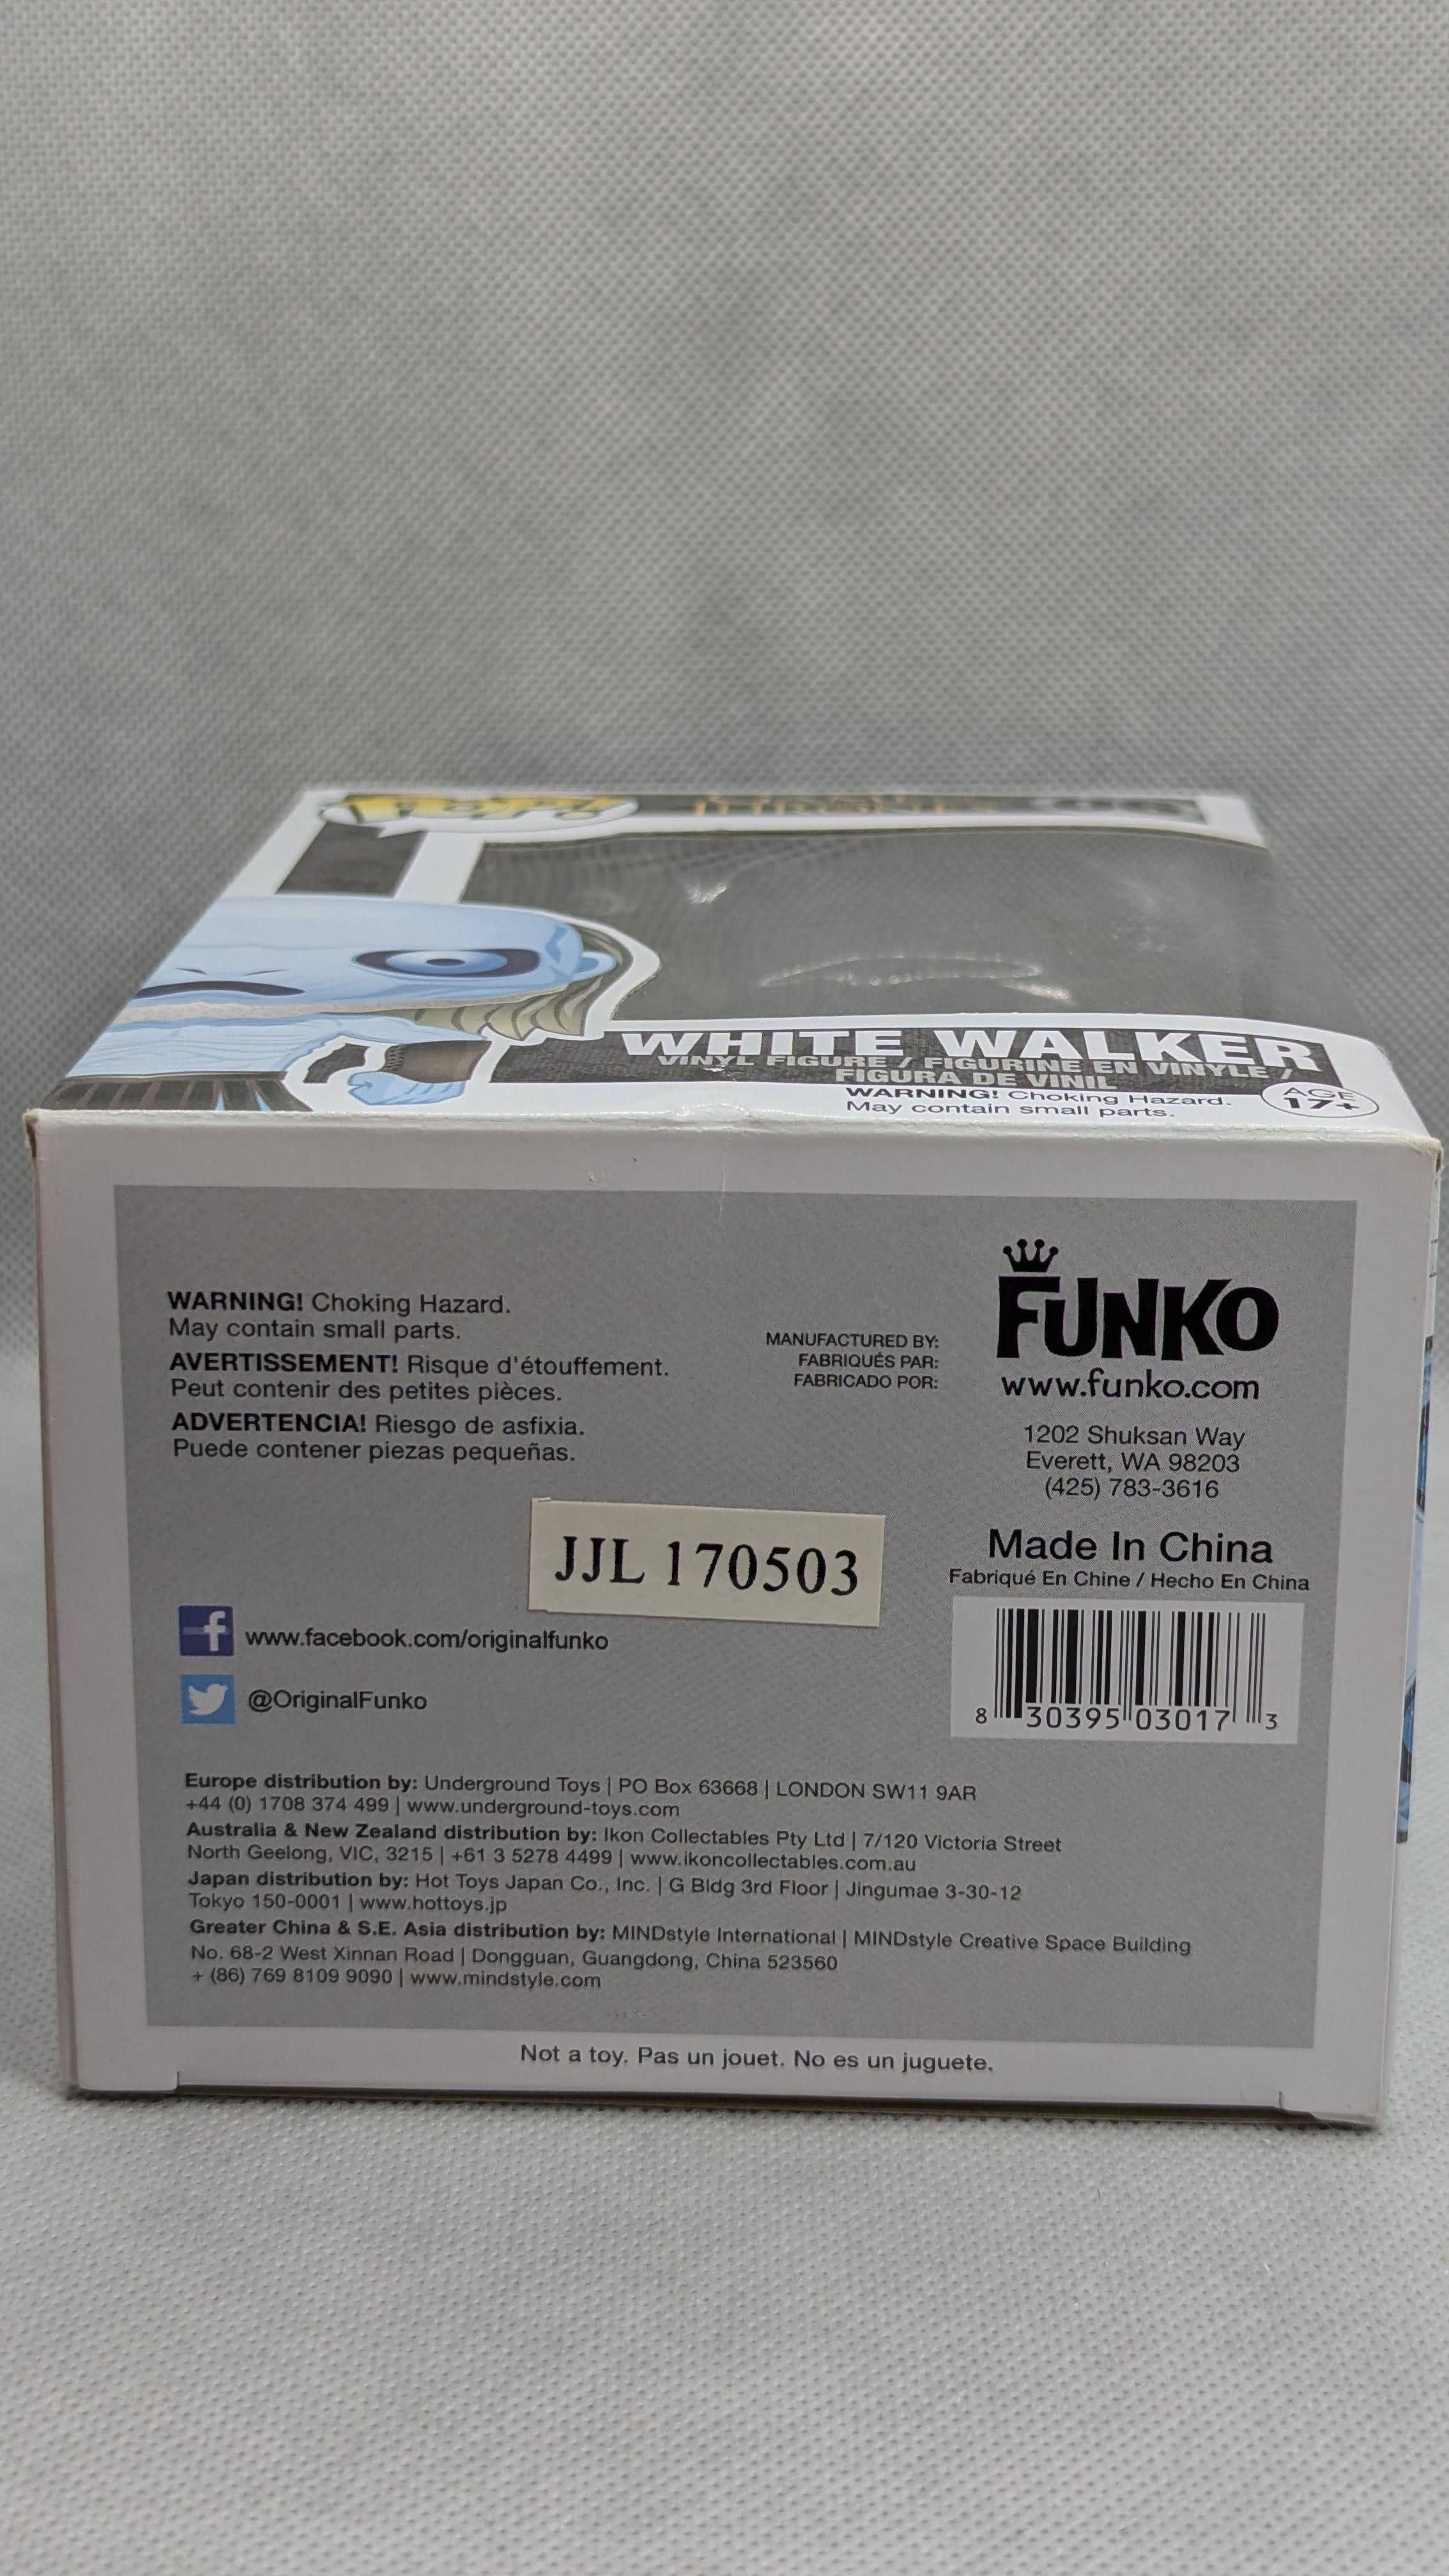 POP!
WHITE WALKER
VINYL FIGURE / FIGURINE EN VINYLE /
FIGURA DE VINIL
WARNING! Choking Hazard.
May contain small parts.
AGE
17+
WARNING! Choking Hazard.
May contain small parts.
AVERTISSEMENT! Risque d'étouffement.
Peut contenir des petites pièces.
ADVERTENCIA! Riesgo de asfixia.
Puede contener piezas pequeñas.
MANUFACTURED BY:
FABRIQUÉS PAR:
FABRICADO POR:
FUNKO
www.funko.com
1202 Shuksan Way
Everett, WA 98203
(425) 783-3616
JJL 170503
Made In China
Fabriqué En Chine / Hecho En China
8 30395 03017 3
www.facebook.com/originalfunko
@OriginalFunko
Europe distribution by: Underground Toys | PO Box 63668 | LONDON SW11 9AR
+44 (0) 1708 374 499 | www.underground-toys.com
Australia & New Zealand distribution by: Ikon Collectables Pty Ltd | 7/120 Victoria Street
North Geelong, VIC, 3215 | +61 3 5278 4499 | www.ikoncollectables.com.au
Japan distribution by: Hot Toys Japan Co., Inc. | G Bldg 3rd Floor | Jingumae 3-30-12
Tokyo 150-0001 | www.hottoys.jp
Greater China & S.E. Asia distribution by: MINDstyle International | MINDstyle Creative Space Building
No. 68-2 West Xinnan Road | Dongguan, Guangdong, China 523560
+ (86) 769 8109 9090 | www.mindstyle.com
Not a toy. Pas un jouet. No es un juguete.